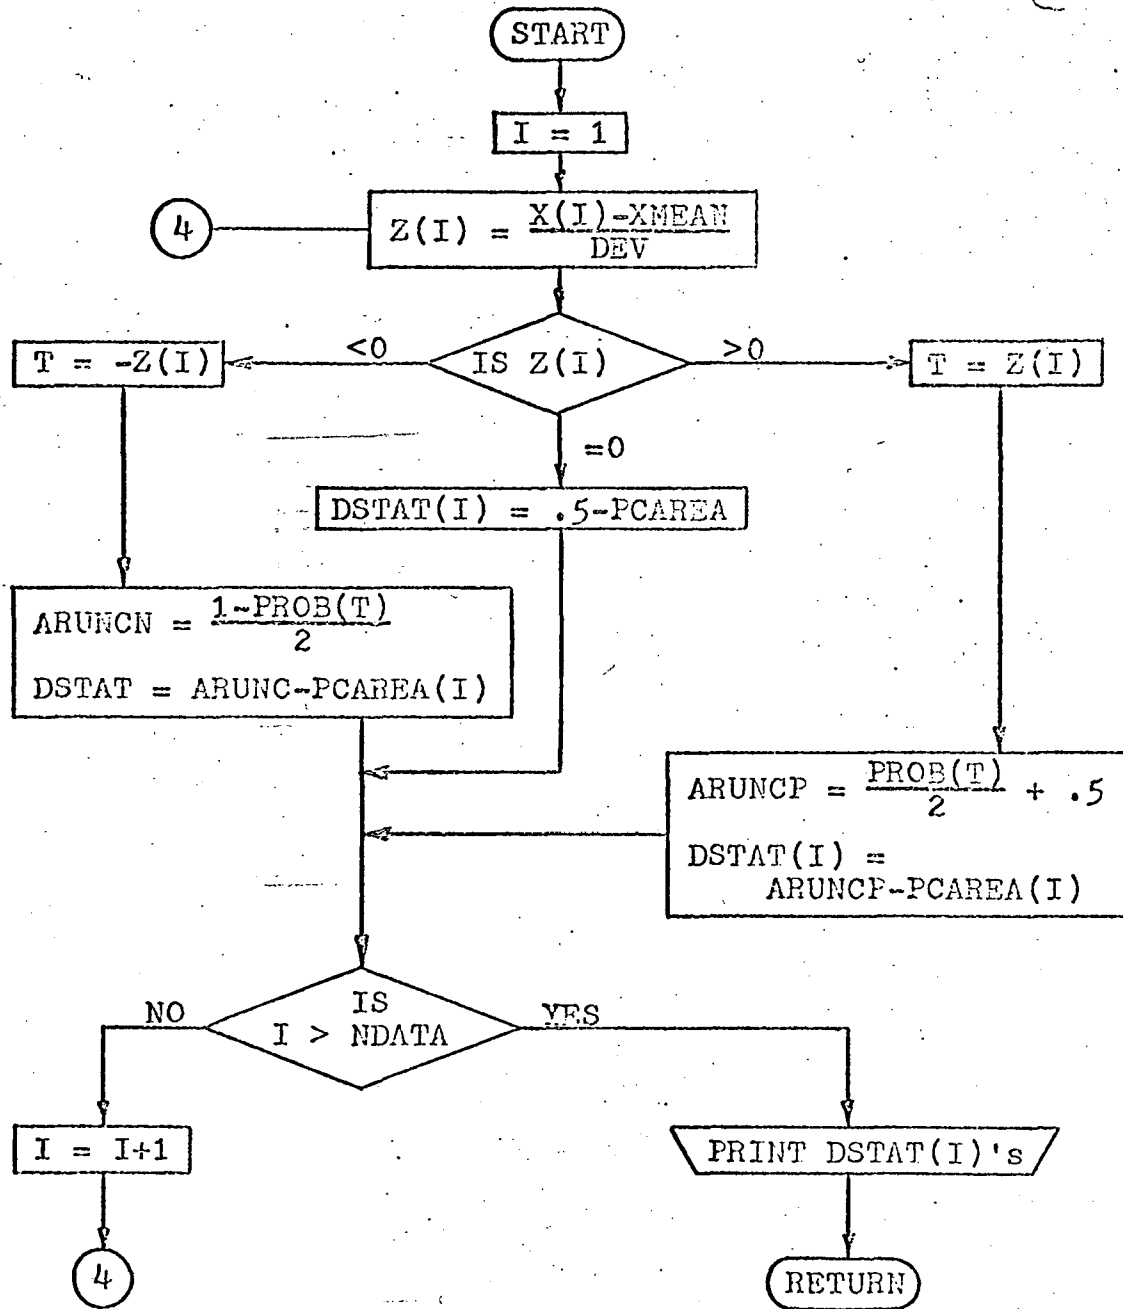 START
I = 1
4
Z(I) = X(I)-XMEAN
DEV
<0
IS Z(I)
>0
T = -Z(I)
T = Z(I)
=0
DSTAT(I) = .5-PCAREA
ARUNCN = 1-PROB(T)
2
DSTAT = ARUNC-PCAREA(I)
ARUNCP = PROB(T) + .5
2
DSTAT(I) =
ARUNCP-PCAREA(I)
NO
IS
I > NDATA
YES
I = I+1
PRINT DSTAT(I)'s
4
RETURN